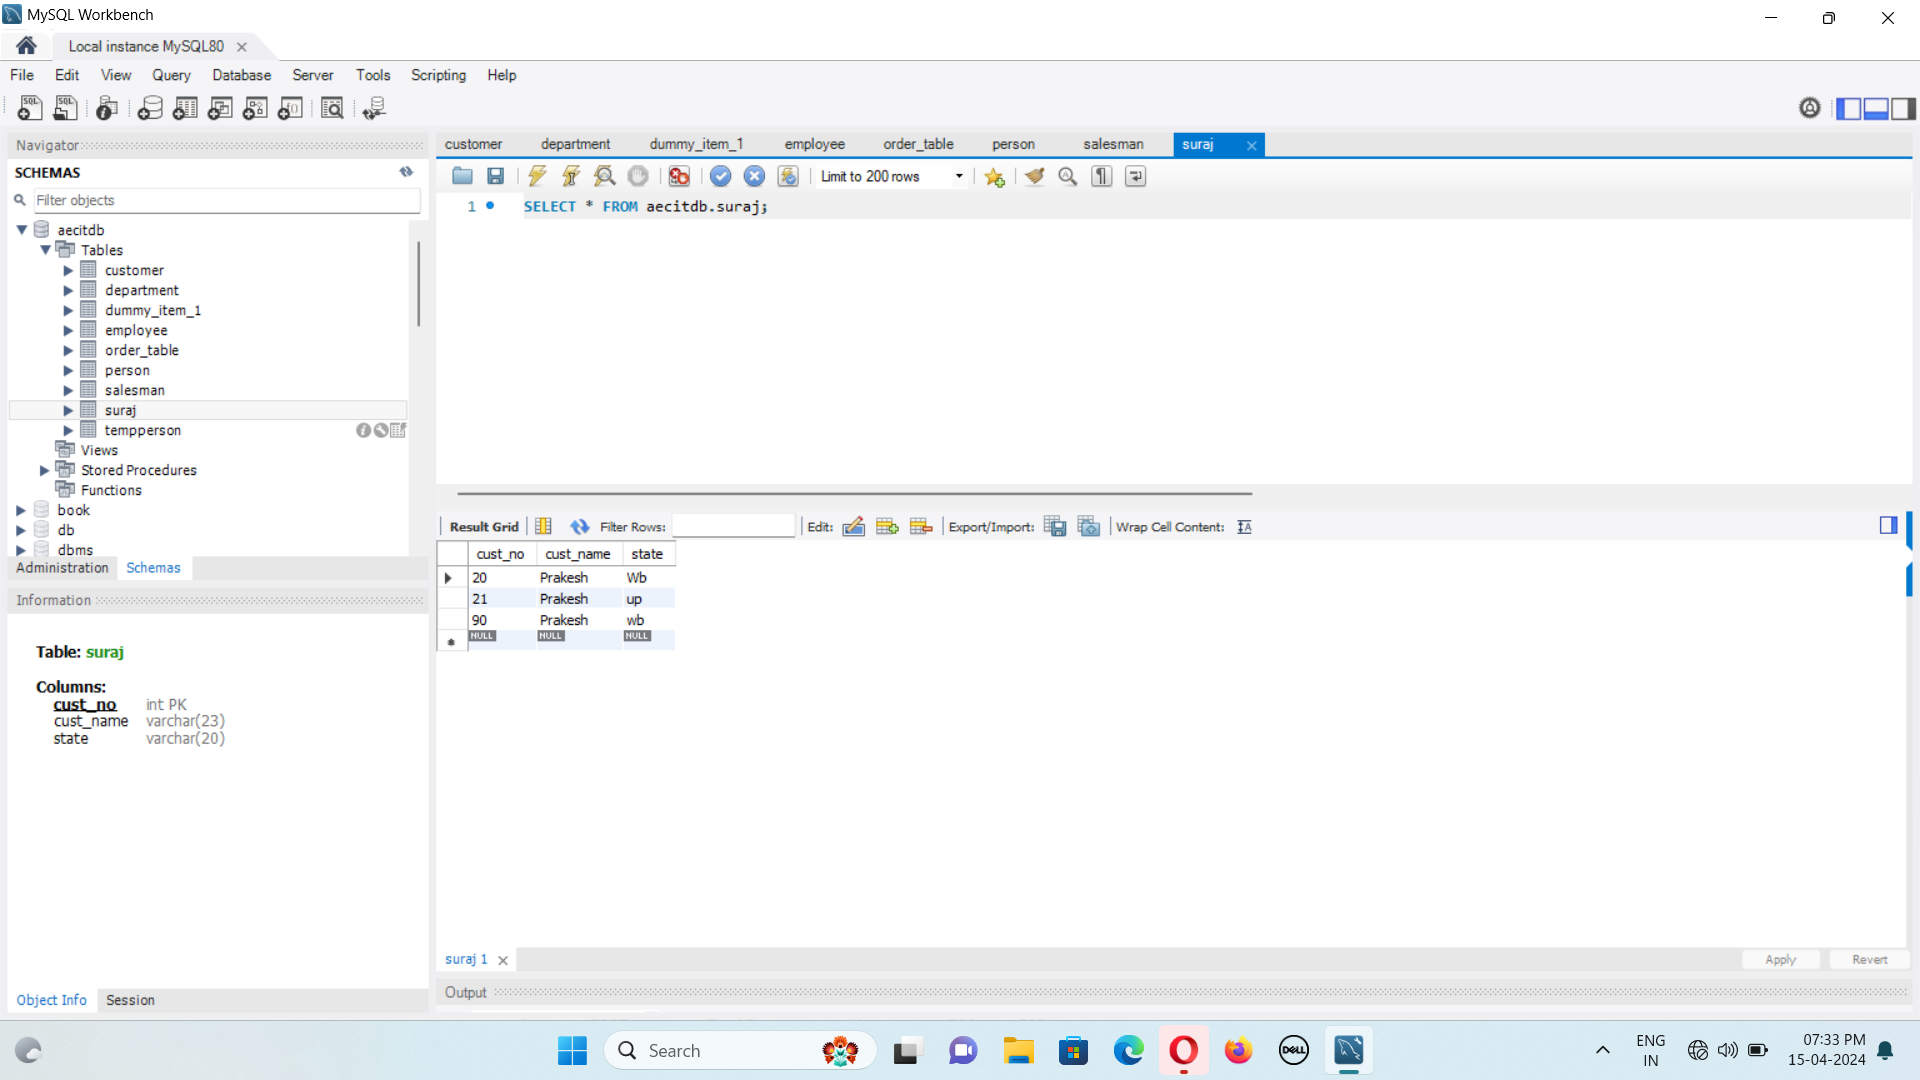 MySQL Workbench
Local instance MySQL80
File Edit View Query Database Server Tools Scripting Help
Navigator
SCHEMAS
Filter objects
aecitdb
Tables
customer
department
dummy_item_1
employee
order_table
person
salesman
suraj
tempperson
Views
Stored Procedures
Functions
book
db
dbms
Administration Schemas
Information
Table: suraj
Columns:
cust_no int PK
cust_name varchar(23)
state varchar(20)
Object Info Session
customer department dummy_item_1 employee order_table person salesman suraj
Limit to 200 rows
1 SELECT * FROM aecitdb.suraj;
Result Grid Filter Rows: Edit: Export/Import: Wrap Cell Content:
cust_no cust_name state
20 Prakesh Wb
21 Prakesh up
90 Prakesh wb
NULL NULL NULL
suraj 1
Apply Revert
Output
Search
DELL
ENG
IN
07:33 PM
15-04-2024